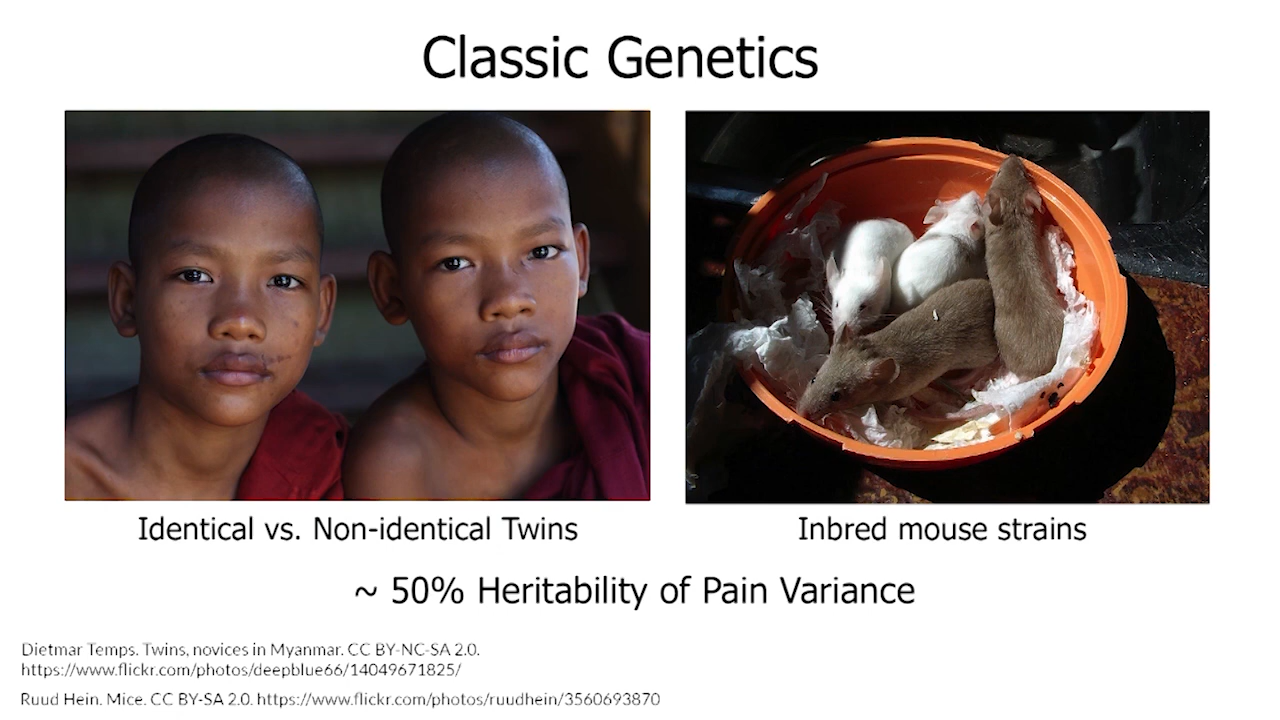 Classic Genetics
Identical vs. Non-identical Twins
Inbred mouse strains
~ 50% Heritability of Pain Variance
Dietmar Temps. Twins, novices in Myanmar. CC BY-NC-SA 2.0.
https://www.flickr.com/photos/deepblue66/14049671825/
Ruud Hein. Mice. CC BY-SA 2.0. https://www.flickr.com/photos/ruudhein/3560693870